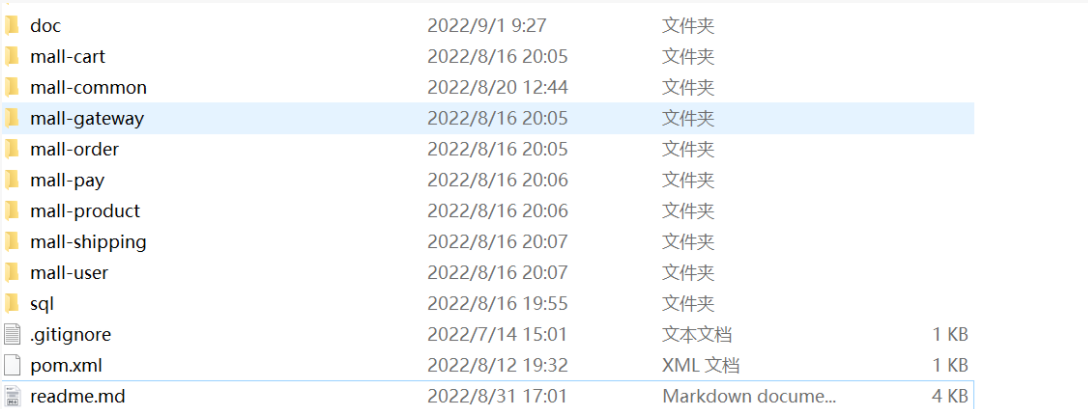 doc 2022/9/1 9:27 文件夹
mall-cart 2022/8/16 20:05 文件夹
mall-common 2022/8/20 12:44 文件夹
mall-gateway 2022/8/16 20:05 文件夹
mall-order 2022/8/16 20:05 文件夹
mall-pay 2022/8/16 20:06 文件夹
mall-product 2022/8/16 20:06 文件夹
mall-shipping 2022/8/16 20:07 文件夹
mall-user 2022/8/16 20:07 文件夹
sql 2022/8/16 19:55 文件夹
.gitignore 2022/7/14 15:01 文本文档 1 KB
pom.xml 2022/8/12 19:32 XML 文档 1 KB
readme.md 2022/8/31 17:01 Markdown docume... 4 KB